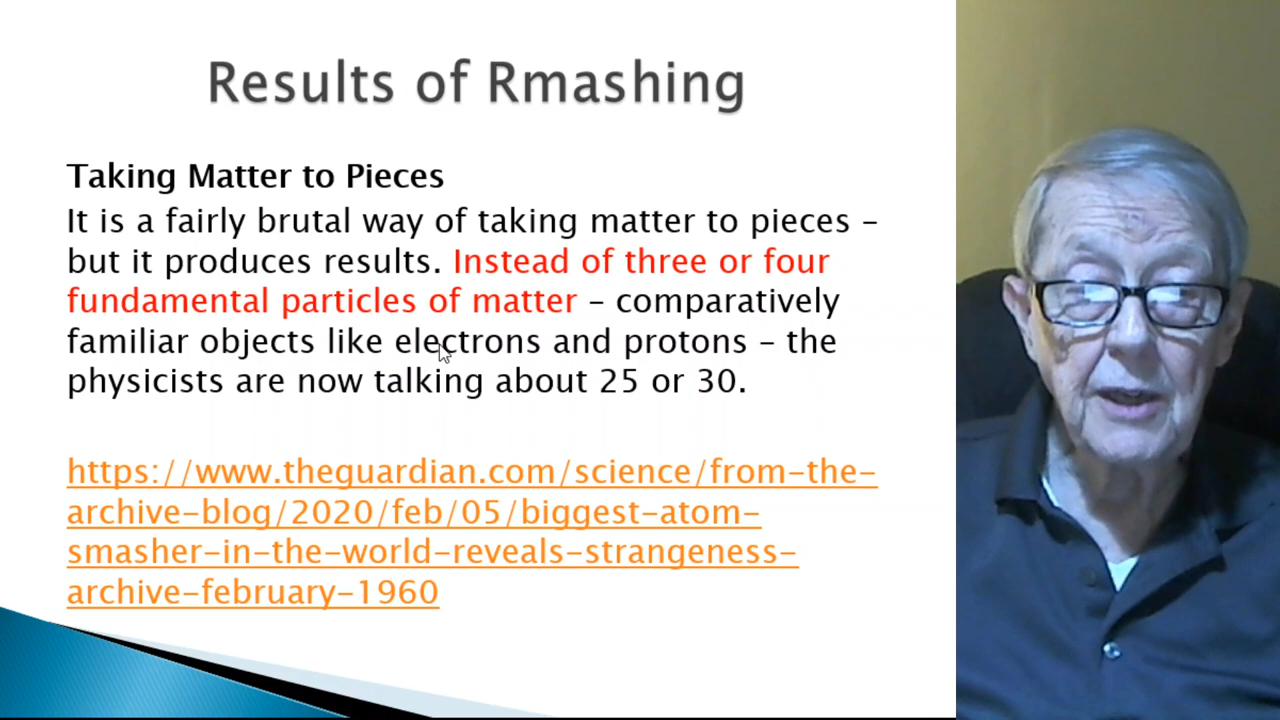 Results of Rmashing
Taking Matter to Pieces
It is a fairly brutal way of taking matter to pieces –
but it produces results. Instead of three or four
fundamental particles of matter – comparatively
familiar objects like electrons and protons – the
physicists are now talking about 25 or 30.
https://www.theguardian.com/science/from-the-
archive-blog/2020/feb/05/biggest-atom-
smasher-in-the-world-reveals-strangeness-
archive-february-1960